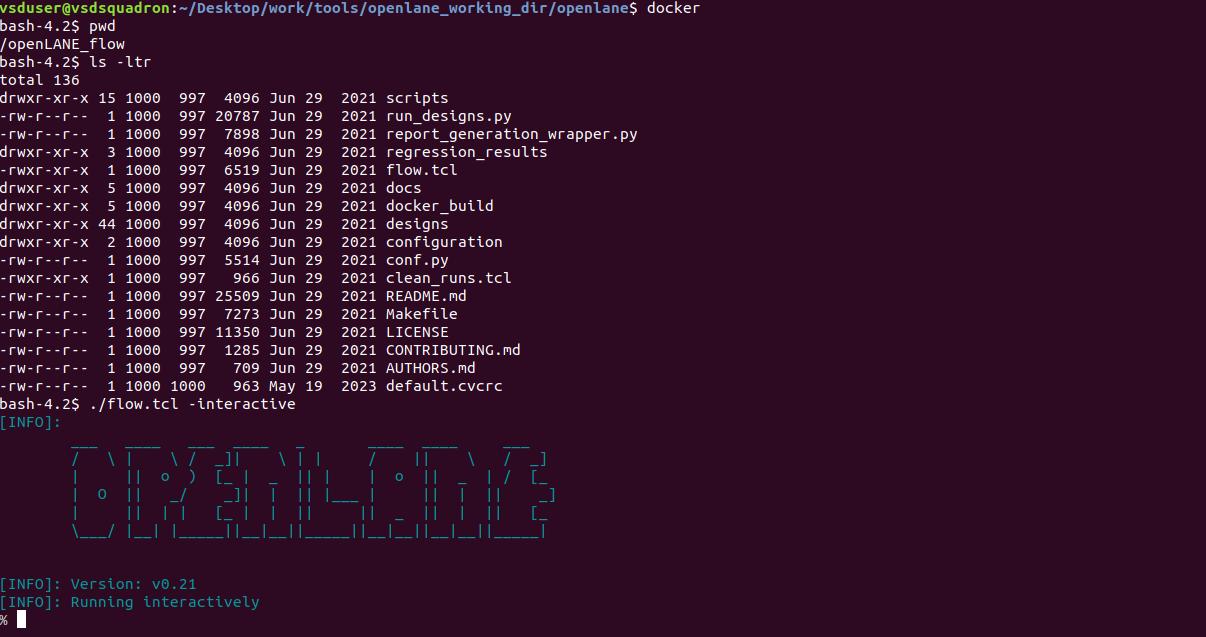 vsduser@vsdsquadron:~/Desktop/work/tools/openlane_working_dir/openlane$ docker
bash-4.2$ pwd
/openLANE_flow
bash-4.2$ ls -ltr
total 136
drwxr-xr-x 15 1000  997  4096 Jun 29  2021 scripts
-rw-r--r--  1 1000  997 20787 Jun 29  2021 run_designs.py
-rw-r--r--  1 1000  997  7898 Jun 29  2021 report_generation_wrapper.py
drwxr-xr-x  3 1000  997  4096 Jun 29  2021 regression_results
-rwxr-xr-x  1 1000  997  6519 Jun 29  2021 flow.tcl
drwxr-xr-x  5 1000  997  4096 Jun 29  2021 docs
drwxr-xr-x  5 1000  997  4096 Jun 29  2021 docker_build
drwxr-xr-x 44 1000  997  4096 Jun 29  2021 designs
drwxr-xr-x  2 1000  997  4096 Jun 29  2021 configuration
-rw-r--r--  1 1000  997  5514 Jun 29  2021 conf.py
-rwxr-xr-x  1 1000  997   966 Jun 29  2021 clean_runs.tcl
-rw-r--r--  1 1000  997 25509 Jun 29  2021 README.md
-rw-r--r--  1 1000  997  7273 Jun 29  2021 Makefile
-rw-r--r--  1 1000  997 11350 Jun 29  2021 LICENSE
-rw-r--r--  1 1000  997  1285 Jun 29  2021 CONTRIBUTING.md
-rw-r--r--  1 1000  997   709 Jun 29  2021 AUTHORS.md
-rw-r--r--  1 1000 1000   963 May 19  2023 default.cvcrc
bash-4.2$ ./flow.tcl -interactive
[INFO]:
OPENLANE
[INFO]: Version: v0.21
[INFO]: Running interactively
%